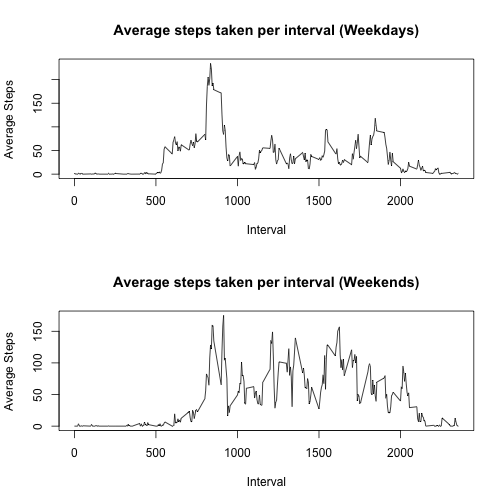 Average steps taken per interval (Weekdays)
Average Steps
150
50
0
0 500 1000 1500 2000
Interval
Average steps taken per interval (Weekends)
Average Steps
150
100
50
0
0 500 1000 1500 2000
Interval